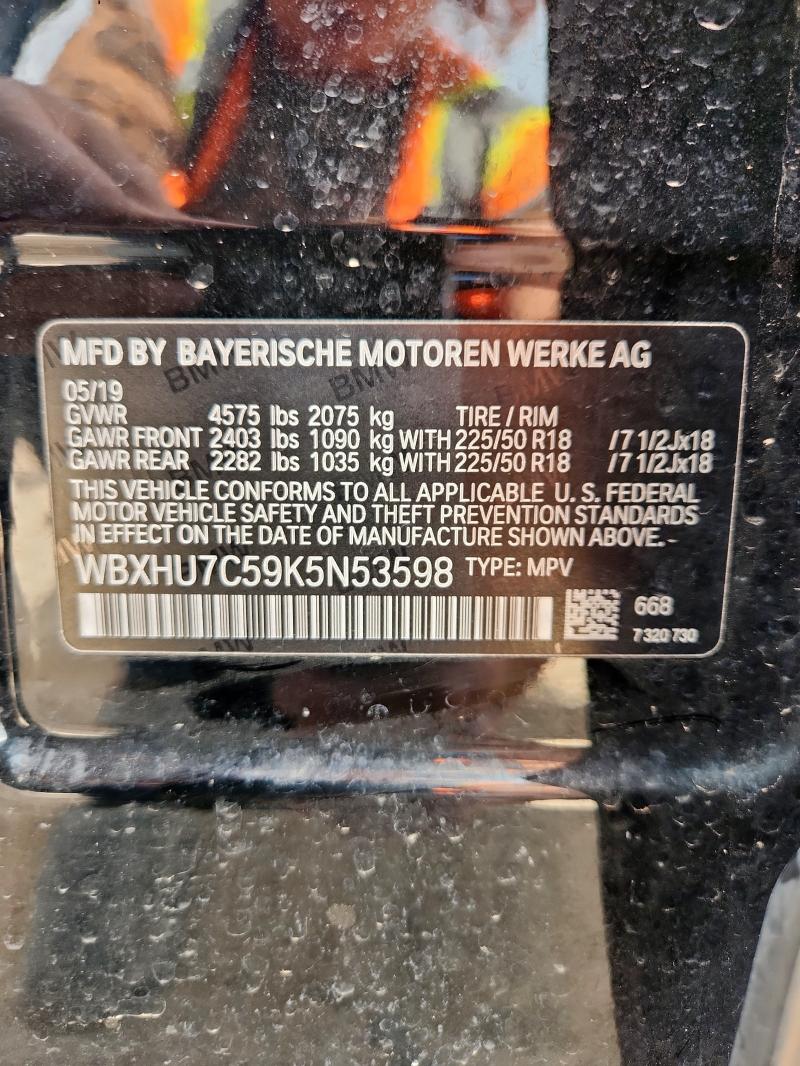 MFD BY BAYERISCHE MOTOREN WERKE AG
05/19
GVWR 4575 lbs 2075 kg TIRE / RIM
GAWR FRONT 2403 lbs 1090 kg WITH 225/50 R18 /7 1/2Jx18
GAWR REAR 2282 lbs 1035 kg WITH 225/50 R18 /7 1/2Jx18
THIS VEHICLE CONFORMS TO ALL APPLICABLE U. S. FEDERAL
MOTOR VEHICLE SAFETY AND THEFT PREVENTION STANDARDS
IN EFFECT ON THE DATE OF MANUFACTURE SHOWN ABOVE.
WBXHU7C59K5N53598 TYPE: MPV
668
7 320 730